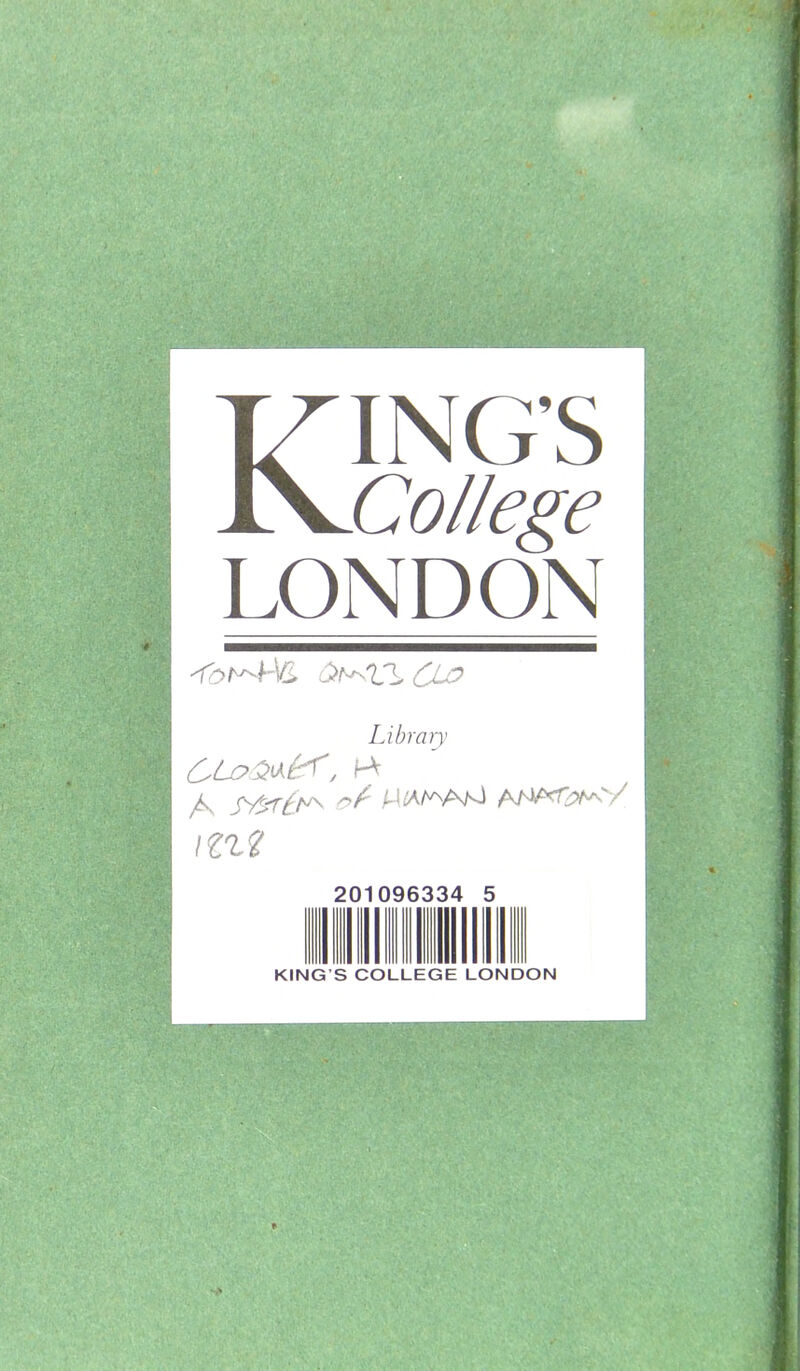 KING'S
College
LONDON
TOMHB QM23 CLO
Library
CLOQUET, H
A SYSTEM OF HUMAN ANATOMY
1828
201096334 5
KING'S COLLEGE LONDON